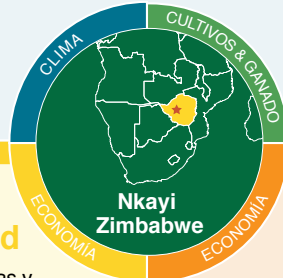 CLIMA
CULTIVOS & GANADO
Nkayi
Zimbabwe
ECONOMÍA
ECONOMÍA